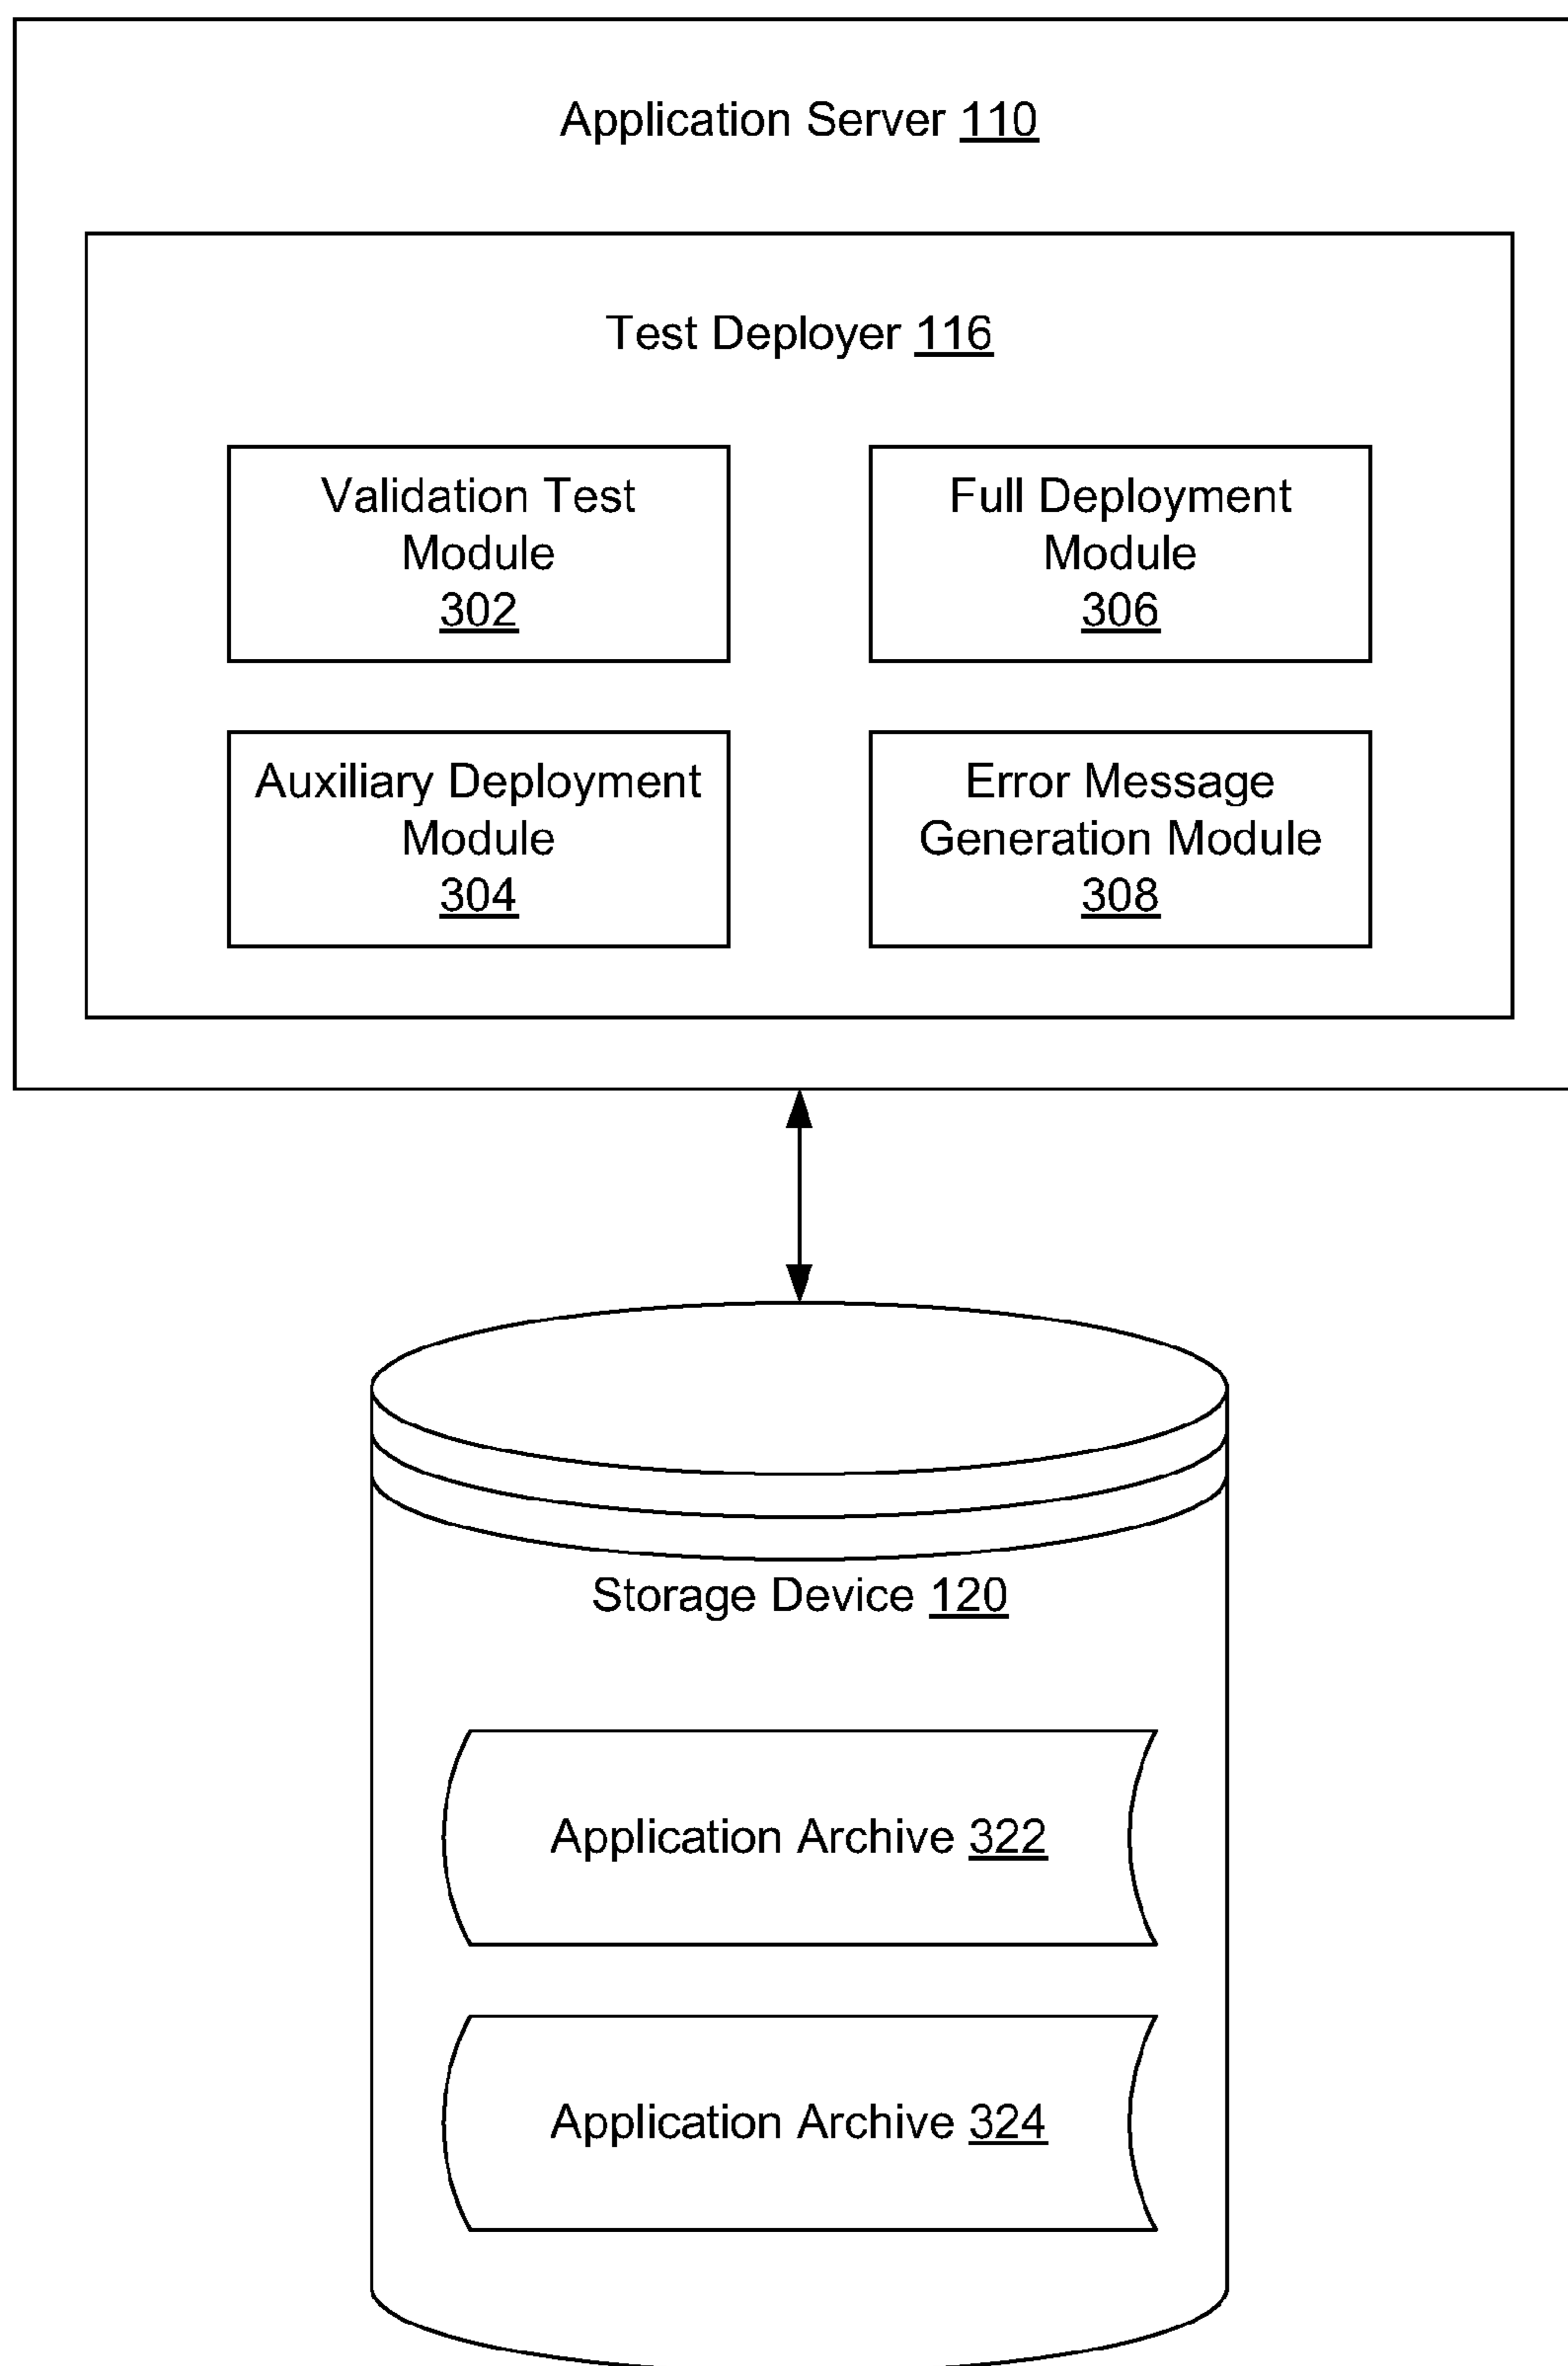 Application Server 110
Test Deployer 116
Validation Test
Module
302
Full Deployment
Module
306
Auxiliary Deployment
Module
304
Error Message
Generation Module
308
Storage Device 120
Application Archive 322
Application Archive 324